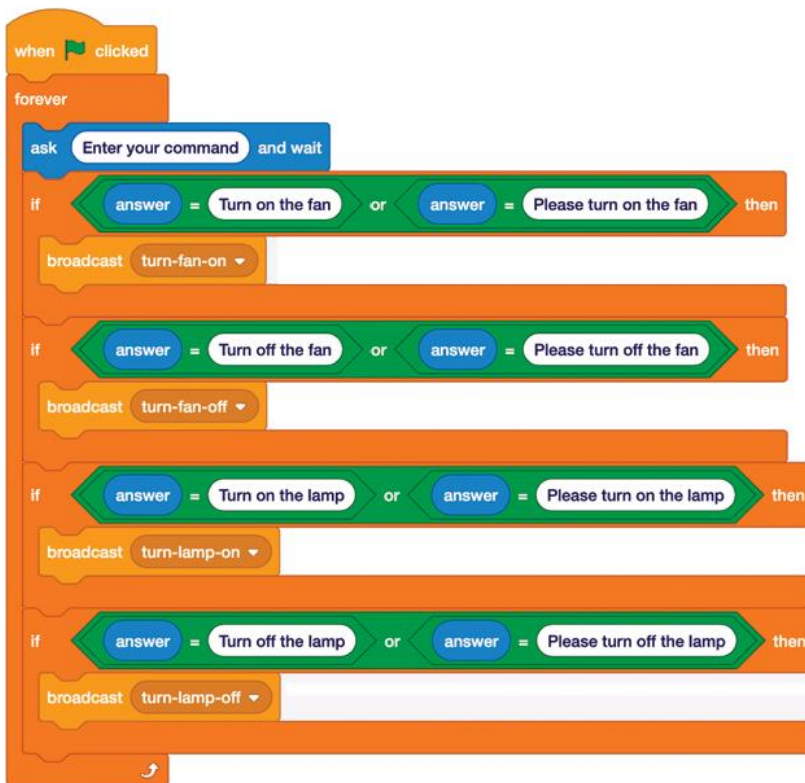 when clicked
forever
ask Enter your command and wait
if answer = Turn on the fan or answer = Please turn on the fan then
broadcast turn-fan-on
if answer = Turn off the fan or answer = Please turn off the fan then
broadcast turn-fan-off
if answer = Turn on the lamp or answer = Please turn on the lamp then
broadcast turn-lamp-on
if answer = Turn off the lamp or answer = Please turn off the lamp then
broadcast turn-lamp-off